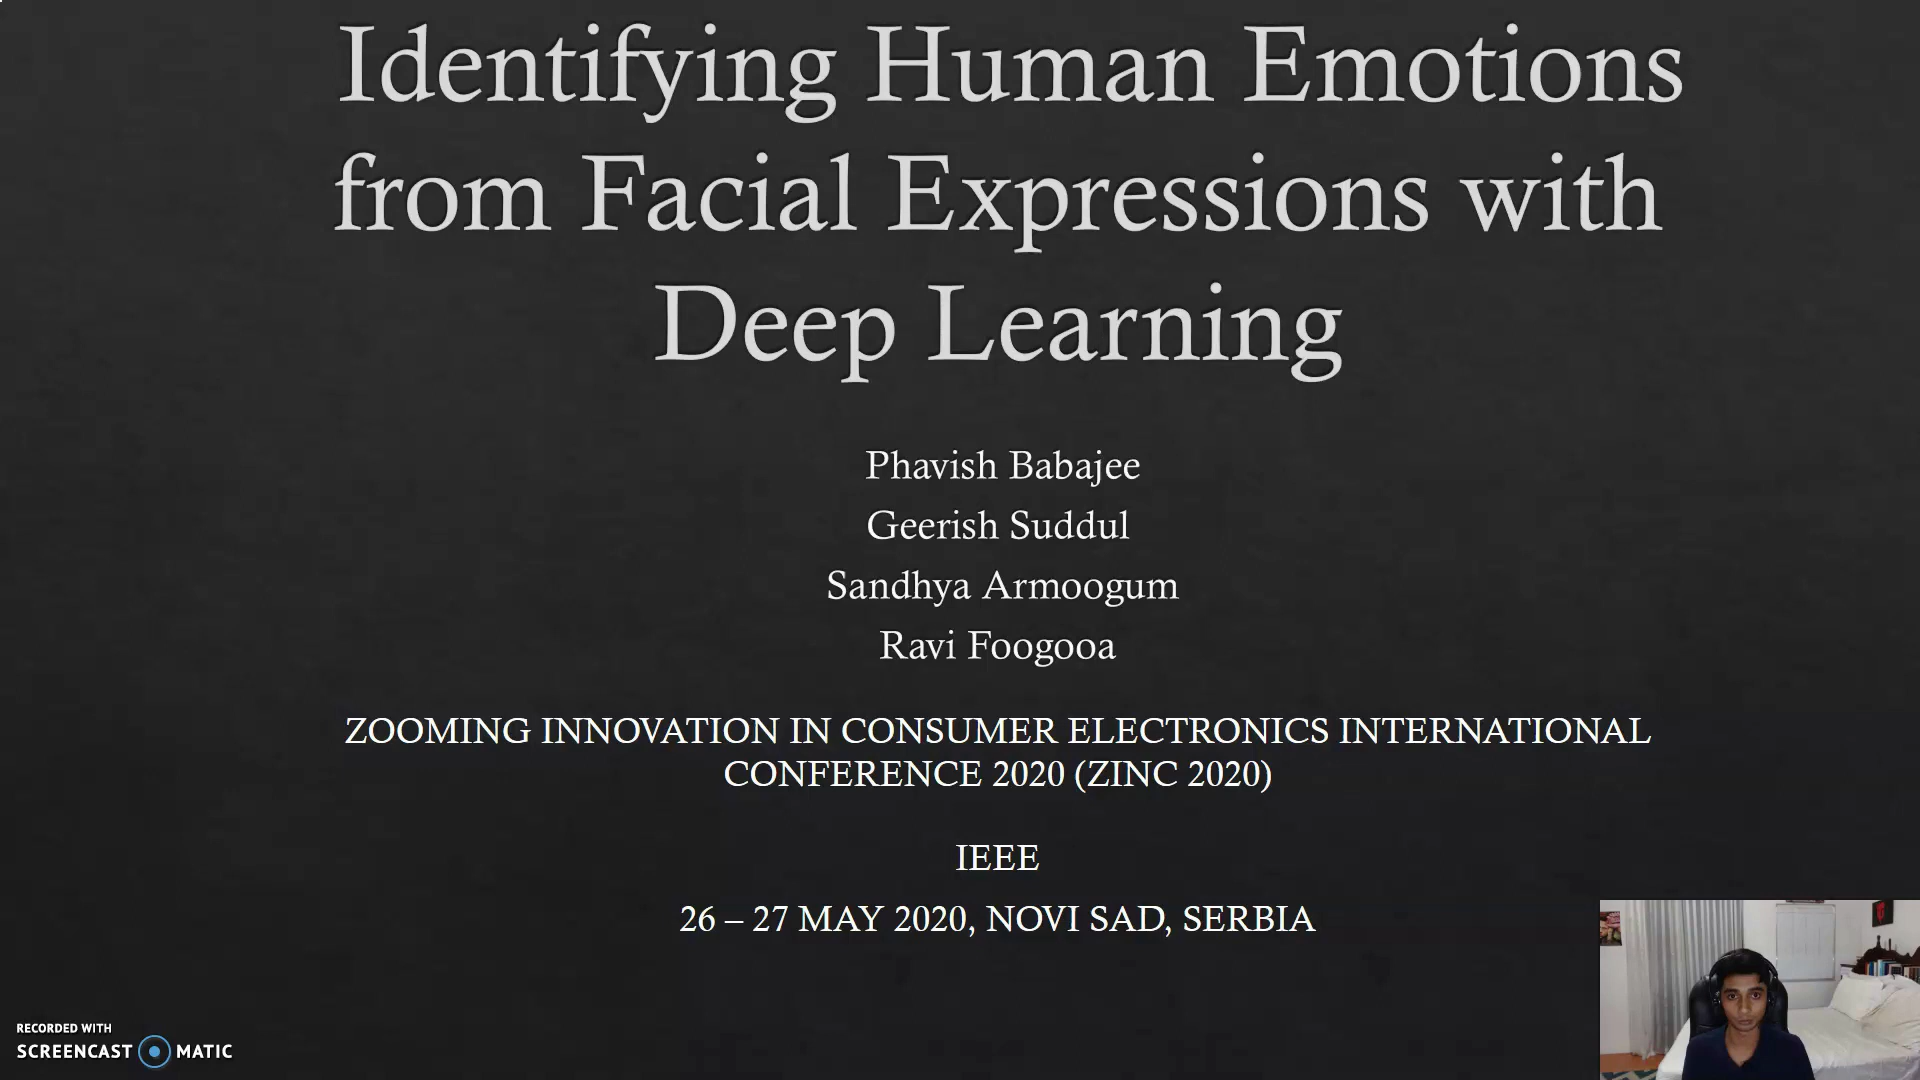 Identifying Human Emotions
from Facial Expressions with
Deep Learning
Phavish Babajee
Geerish Suddul
Sandhya Armoogum
Ravi Foogooa
ZOOMING INNOVATION IN CONSUMER ELECTRONICS INTERNATIONAL
CONFERENCE 2020 (ZINC 2020)
IEEE
26 – 27 MAY 2020, NOVI SAD, SERBIA
RECORDED WITH
SCREENCAST MATIC